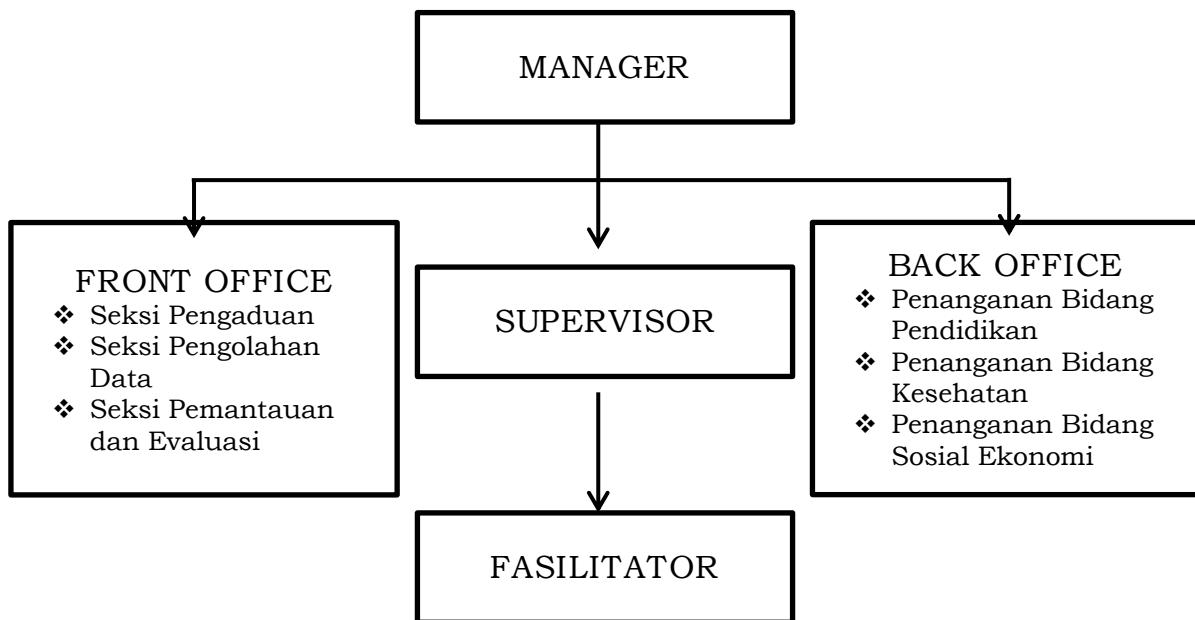 MANAGER
FRONT OFFICE
❖ Seksi Pengaduan
❖ Seksi Pengolahan
Data
❖ Seksi Pemantauan
dan Evaluasi
SUPERVISOR
BACK OFFICE
❖ Penanganan Bidang
Pendidikan
❖ Penanganan Bidang
Kesehatan
❖ Penanganan Bidang
Sosial Ekonomi
FASILITATOR